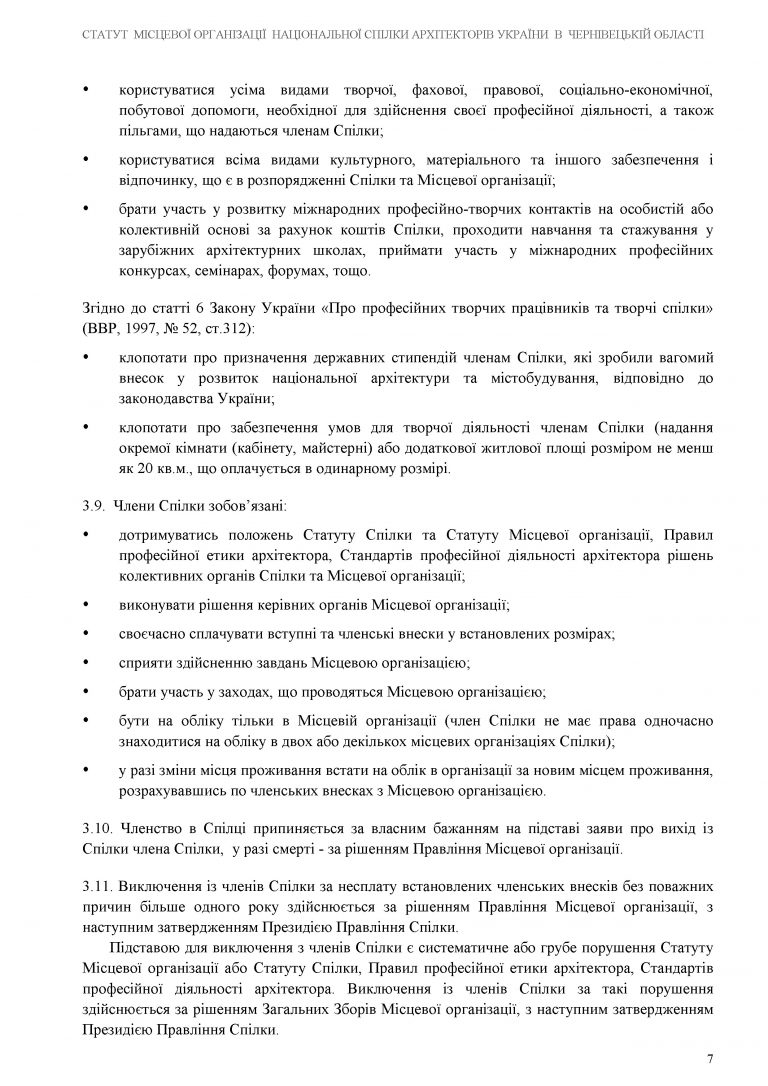 СТАТУТ МІСЦЕВОЇ ОРГАНІЗАЦІЇ НАЦІОНАЛЬНОЇ СПІЛКИ АРХІТЕКТОРІВ УКРАЇНИ В ЧЕРНІВЕЦЬКІЙ ОБЛАСТІ
• користуватися усіма видами творчої, фахової, правової, соціально-економічної,
побутової допомоги, необхідної для здійснення своєї професійної діяльності, а також
пільгами, що надаються членам Спілки;
• користуватися всіма видами культурного, матеріального та іншого забезпечення і
відпочинку, що є в розпорядженні Спілки та Місцевої організації;
• брати участь у розвитку міжнародних професійно-творчих контактів на особистій або
колективній основі за рахунок коштів Спілки, проходити навчання та стажування у
зарубіжних архітектурних школах, приймати участь у міжнародних професійних
конкурсах, семінарах, форумах, тощо.
Згідно до статті 6 Закону України «Про професійних творчих працівників та творчі спілки»
(ВВР, 1997, № 52, ст.312):
• клопотати про призначення державних стипендій членам Спілки, які зробили вагомий
внесок у розвиток національної архітектури та містобудування, відповідно до
законодавства України;
• клопотати про забезпечення умов для творчої діяльності членам Спілки (надання
окремої кімнати (кабінету, майстерні) або додаткової житлової площі розміром не менш
як 20 кв.м., що оплачується в одинарному розмірі.
3.9. Члени Спілки зобов’язані:
• дотримуватись положень Статуту Спілки та Статуту Місцевої організації, Правил
професійної етики архітектора, Стандартів професійної діяльності архітектора рішень
колективних органів Спілки та Місцевої організації;
• виконувати рішення керівних органів Місцевої організації;
• своєчасно сплачувати вступні та членські внески у встановлених розмірах;
• сприяти здійсненню завдань Місцевою організацією;
• брати участь у заходах, що проводяться Місцевою організацією;
• бути на обліку тільки в Місцевій організації (член Спілки не має права одночасно
знаходитися на обліку в двох або декількох місцевих організаціях Спілки);
• у разі зміни місця проживання встати на облік в організації за новим місцем проживання,
розрахувавшись по членських внесках з Місцевою організацією.
3.10. Членство в Спілці припиняється за власним бажанням на підставі заяви про вихід із
Спілки члена Спілки, у разі смерті - за рішенням Правління Місцевої організації.
3.11. Виключення із членів Спілки за несплату встановлених членських внесків без поважних
причин більше одного року здійснюється за рішенням Правління Місцевої організації, з
наступним затвердженням Президією Правління Спілки.
Підставою для виключення з членів Спілки є систематичне або грубе порушення Статуту
Місцевої організації або Статуту Спілки, Правил професійної етики архітектора, Стандартів
професійної діяльності архітектора. Виключення із членів Спілки за такі порушення
здійснюється за рішенням Загальних Зборів Місцевої організації, з наступним затвердженням
Президією Правління Спілки.
7